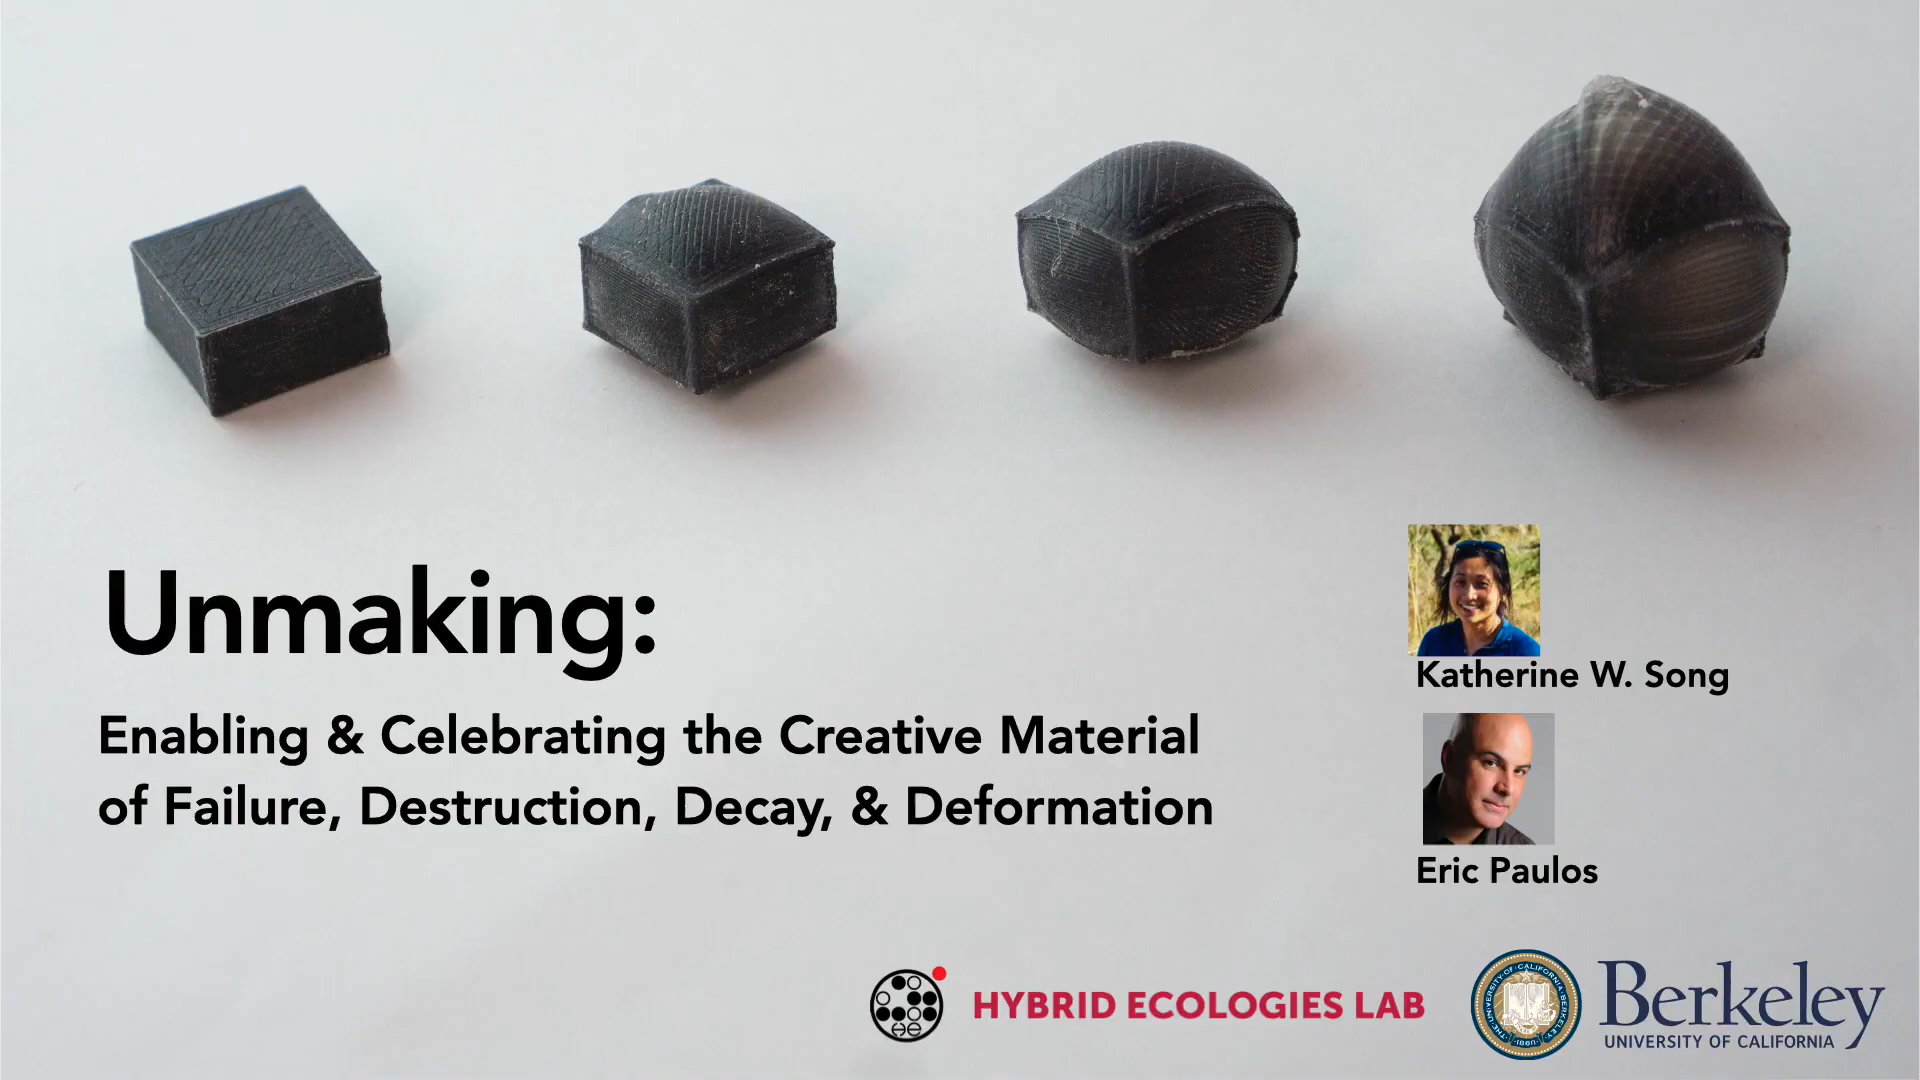 Unmaking:
Enabling & Celebrating the Creative Material
of Failure, Destruction, Decay, & Deformation
Katherine W. Song
Eric Paulos
HYBRID ECOLOGIES LAB
Berkeley
UNIVERSITY OF CALIFORNIA